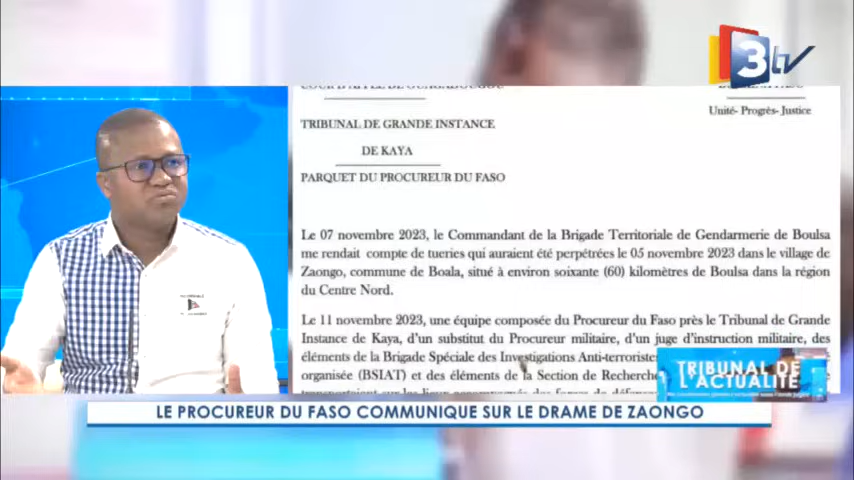 3tv
COUR D'APPEL DE OUAGADOUGOU
Unité- Progrès- Justice
TRIBUNAL DE GRANDE INSTANCE
DE KAYA
PARQUET DU PROCUREUR DU FASO
Le 07 novembre 2023, le Commandant de la Brigade Territoriale de Gendarmerie de Boulsa
me rendait compte de tueries qui auraient été perpétrées le 05 novembre 2023 dans le village de
Zaongo, commune de Boala, situé à environ soixante (60) kilomètres de Boulsa dans la région
du Centre Nord.
Le 11 novembre 2023, une équipe composée du Procureur du Faso près le Tribunal de Grande
Instance de Kaya, d'un substitut du Procureur militaire, d'un juge d'instruction militaire, des
éléments de la Brigade Spéciale des Investigations Anti-terroristes
organisée (BSIAT) et des éléments de la Section de Recherche
TRIBUNAL DE
L'ACTUALITÉ
LE PROCUREUR DU FASO COMMUNIQUE SUR LE DRAME DE ZAONGO